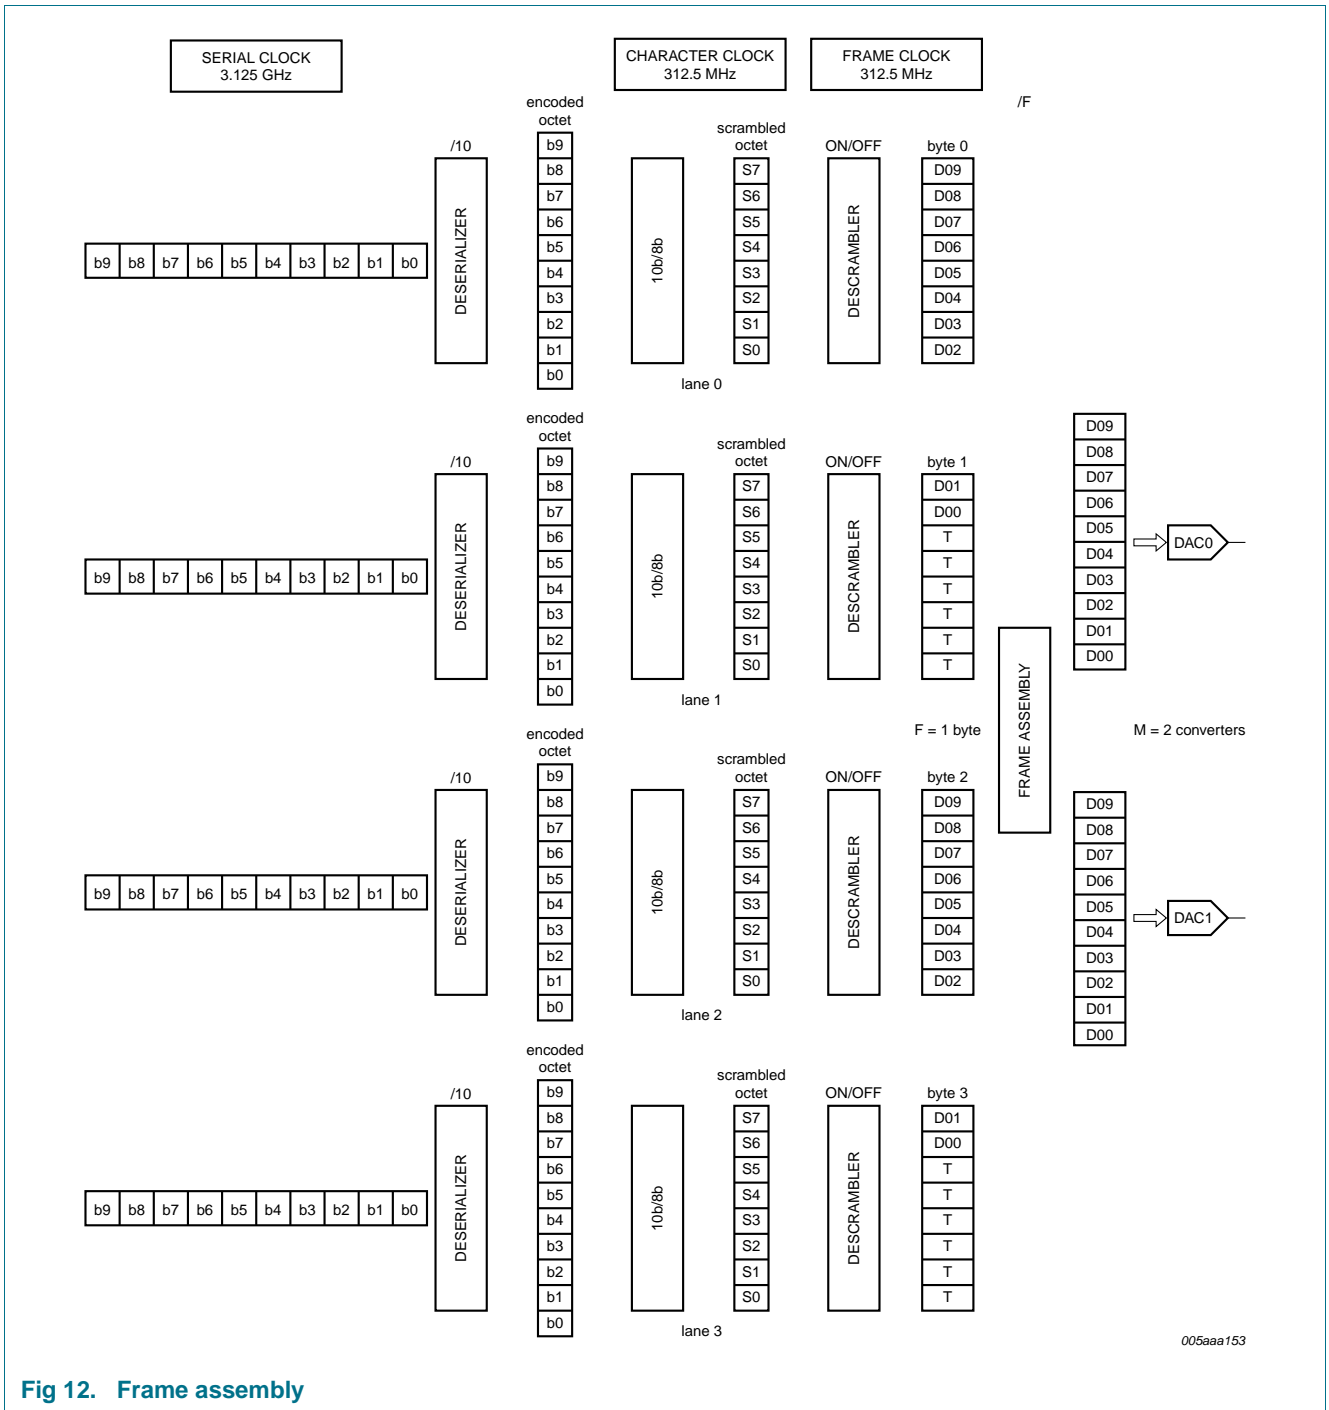 SERIAL CLOCK
3.125 GHz
CHARACTER CLOCK
312.5 MHz
FRAME CLOCK
312.5 MHz
/F
encoded
octet
/10
scrambled
octet
ON/OFF
byte 0
b9 b8 b7 b6 b5 b4 b3 b2 b1 b0
DESERIALIZER
b9
b8
b7
b6
b5
b4
b3
b2
b1
b0
10b/8b
S7
S6
S5
S4
S3
S2
S1
S0
DESCRAMBLER
D09
D08
D07
D06
D05
D04
D03
D02
lane 0
encoded
octet
/10
scrambled
octet
ON/OFF
byte 1
b9 b8 b7 b6 b5 b4 b3 b2 b1 b0
DESERIALIZER
b9
b8
b7
b6
b5
b4
b3
b2
b1
b0
10b/8b
S7
S6
S5
S4
S3
S2
S1
S0
DESCRAMBLER
D01
D00
T
T
T
T
T
T
lane 1
D09
D08
D07
D06
D05
D04
D03
D02
D01
D00
DAC0
F = 1 byte
FRAME ASSEMBLY
M = 2 converters
encoded
octet
/10
scrambled
octet
ON/OFF
byte 2
b9 b8 b7 b6 b5 b4 b3 b2 b1 b0
DESERIALIZER
b9
b8
b7
b6
b5
b4
b3
b2
b1
b0
10b/8b
S7
S6
S5
S4
S3
S2
S1
S0
DESCRAMBLER
D09
D08
D07
D06
D05
D04
D03
D02
lane 2
D09
D08
D07
D06
D05
D04
D03
D02
D01
D00
DAC1
encoded
octet
/10
scrambled
octet
ON/OFF
byte 3
b9 b8 b7 b6 b5 b4 b3 b2 b1 b0
DESERIALIZER
b9
b8
b7
b6
b5
b4
b3
b2
b1
b0
10b/8b
S7
S6
S5
S4
S3
S2
S1
S0
DESCRAMBLER
D01
D00
T
T
T
T
T
T
lane 3
005aaa153
Fig 12. Frame assembly